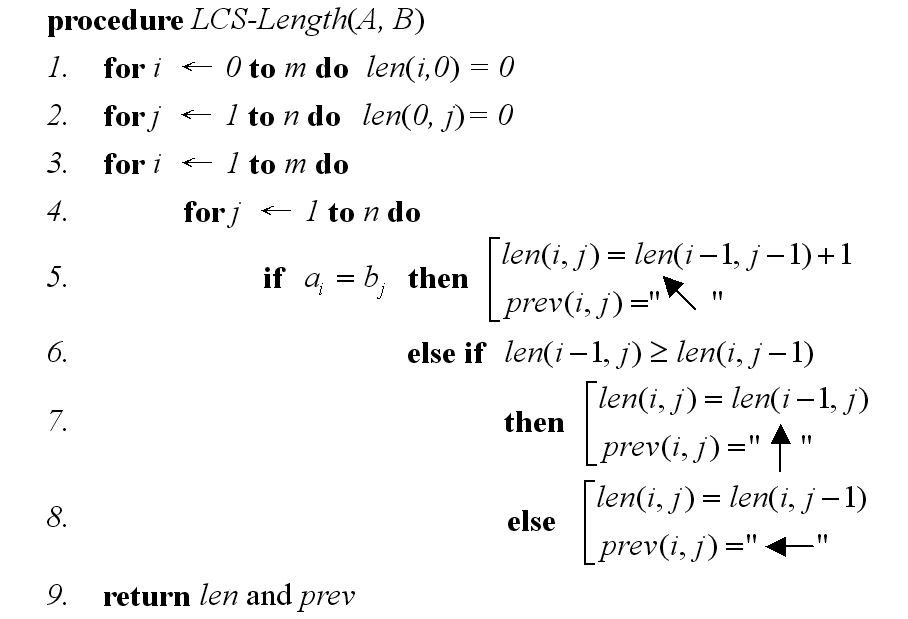 procedure LCS-Length(A, B)
1. for i ← 0 to m do len(i,0) = 0
2. for j ← 1 to n do len(0, j)= 0
3. for i ← 1 to m do
4. for j ← 1 to n do
5. if aᵢ = bⱼ then [len(i, j) = len(i−1, j−1)+1
prev(i, j) ="↖"
6. else if len(i−1, j) ≥ len(i, j−1)
7. then [len(i, j) = len(i−1, j)
prev(i, j) ="↑"
8. else [len(i, j) = len(i, j−1)
prev(i, j) ="←"
9. return len and prev